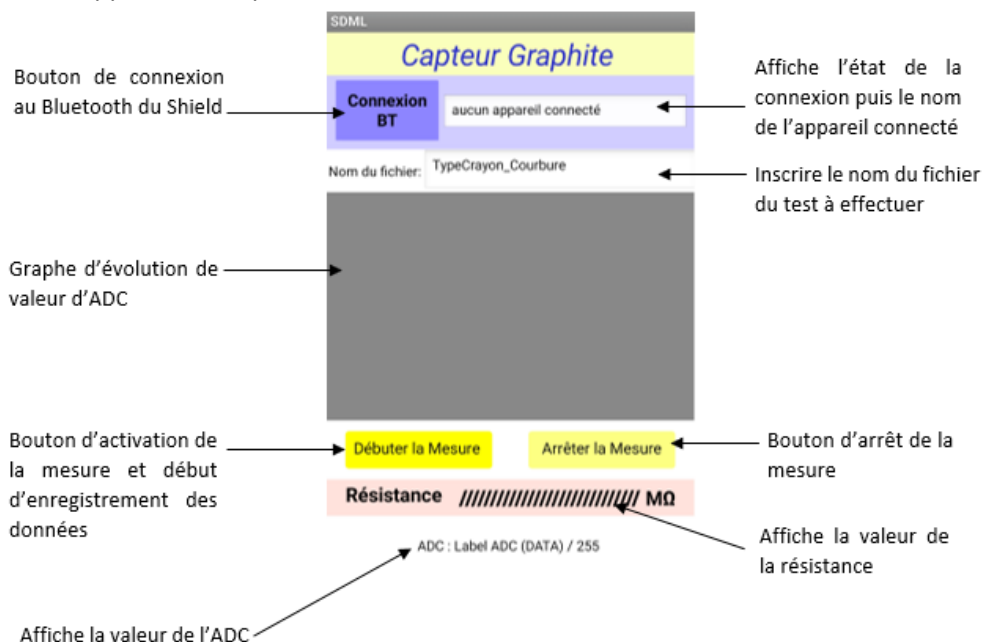 SDML
Capteur Graphite
Bouton de connexion
au Bluetooth du Shield
Connexion
BT
aucun appareil connecté
Affiche l'état de la
connexion puis le nom
de l'appareil connecté
Nom du fichier:
TypeCrayon_Courbure
Inscrire le nom du fichier
du test à effectuer
Graphe d'évolution de
valeur d'ADC
Bouton d'activation de
la mesure et début
d'enregistrement des
données
Débuter la Mesure
Arrêter la Mesure
Bouton d'arrêt de la
mesure
Résistance //////////////////////////// MΩ
Affiche la valeur de
la résistance
ADC : Label ADC (DATA) / 255
Affiche la valeur de l'ADC